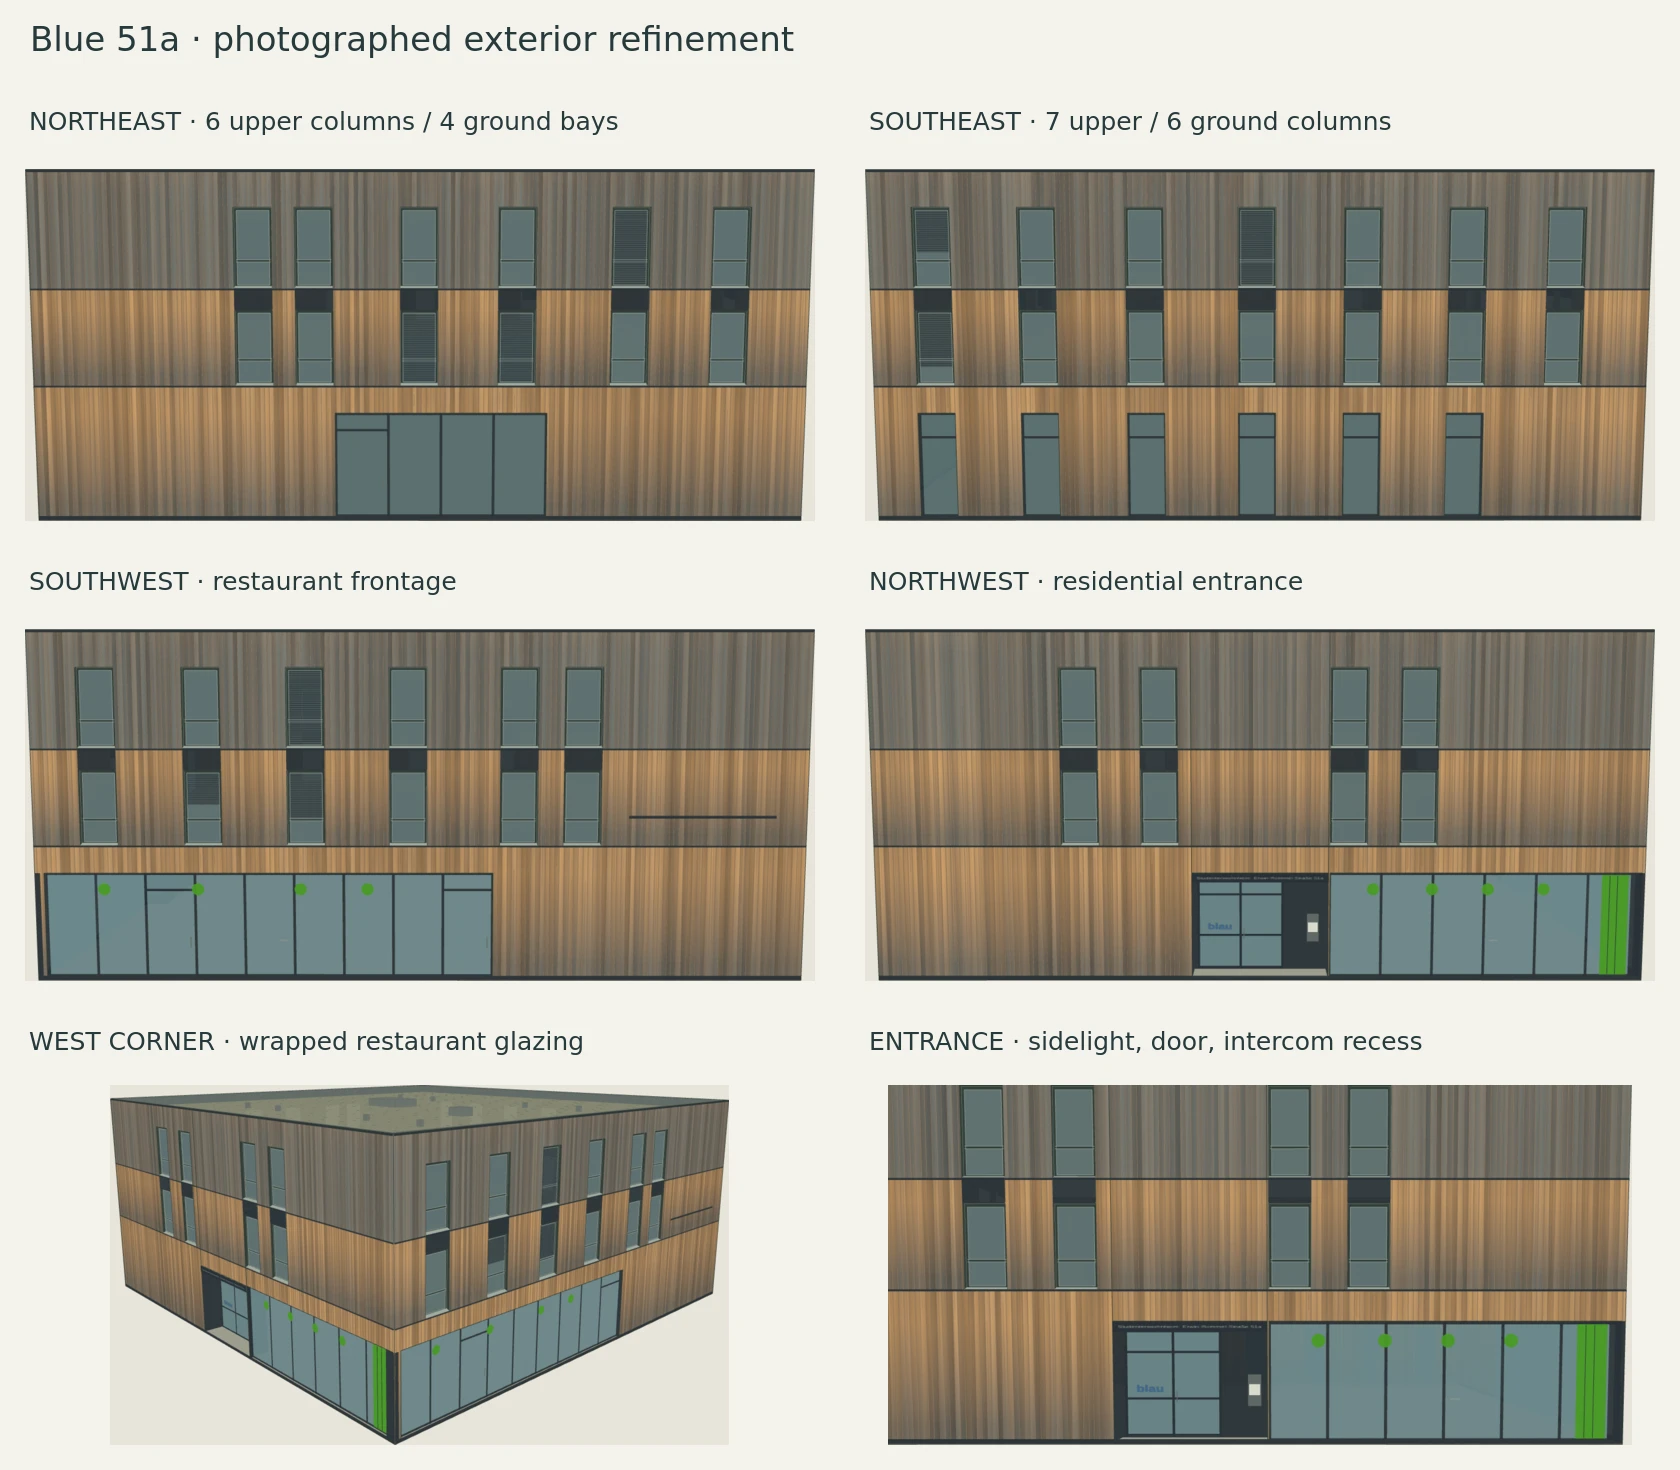 Blue 51a · photographed exterior refinement
NORTHEAST · 6 upper columns / 4 ground bays
SOUTHEAST · 7 upper / 6 ground columns
SOUTHWEST · restaurant frontage
NORTHWEST · residential entrance
blau
WEST CORNER · wrapped restaurant glazing
ENTRANCE · sidelight, door, intercom recess
blau